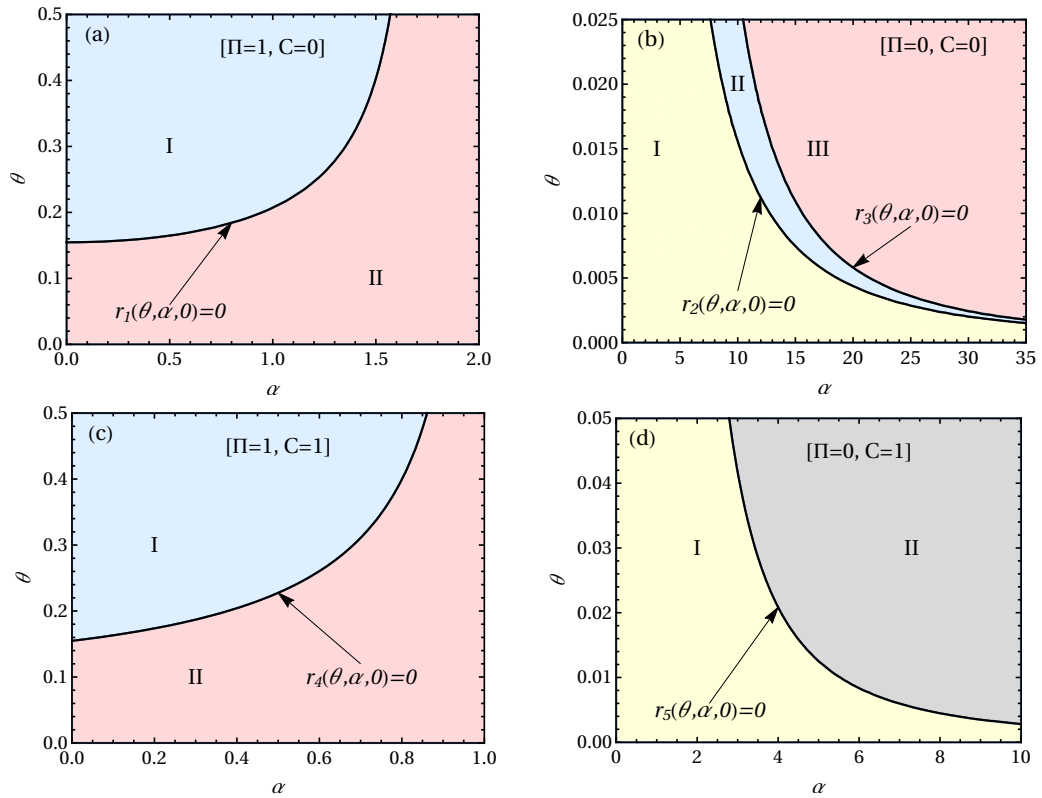 (a)
[Π=1, C=0]
I
II
r₁(θ,α,0)=0
θ
0.5
0.4
0.3
0.2
0.1
0.0
0.0 0.5 1.0 1.5 2.0
α
(b)
[Π=0, C=0]
I
II
III
r₃(θ,α,0)=0
r₂(θ,α,0)=0
θ
0.025
0.020
0.015
0.010
0.005
0.000
0 5 10 15 20 25 30 35
α
(c)
[Π=1, C=1]
I
II
r₄(θ,α,0)=0
θ
0.5
0.4
0.3
0.2
0.1
0.0
0.0 0.2 0.4 0.6 0.8 1.0
α
(d)
[Π=0, C=1]
I
II
r₅(θ,α,0)=0
θ
0.05
0.04
0.03
0.02
0.01
0.00
0 2 4 6 8 10
α